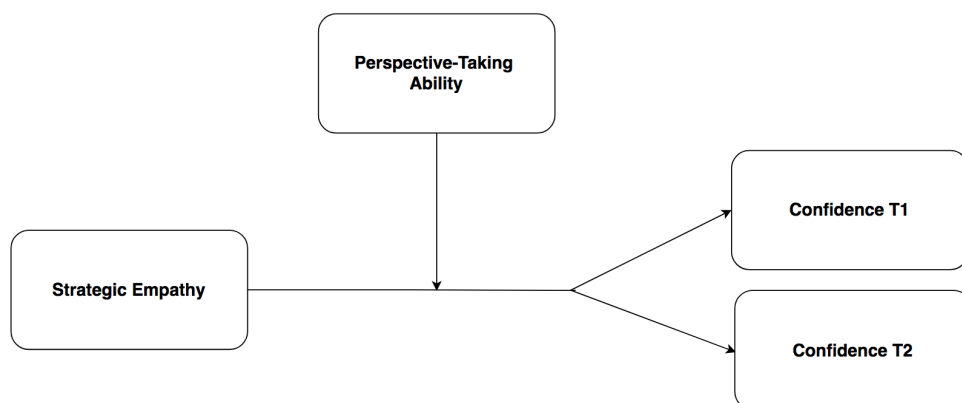 Perspective-Taking
Ability
Confidence T1
Strategic Empathy
Confidence T2